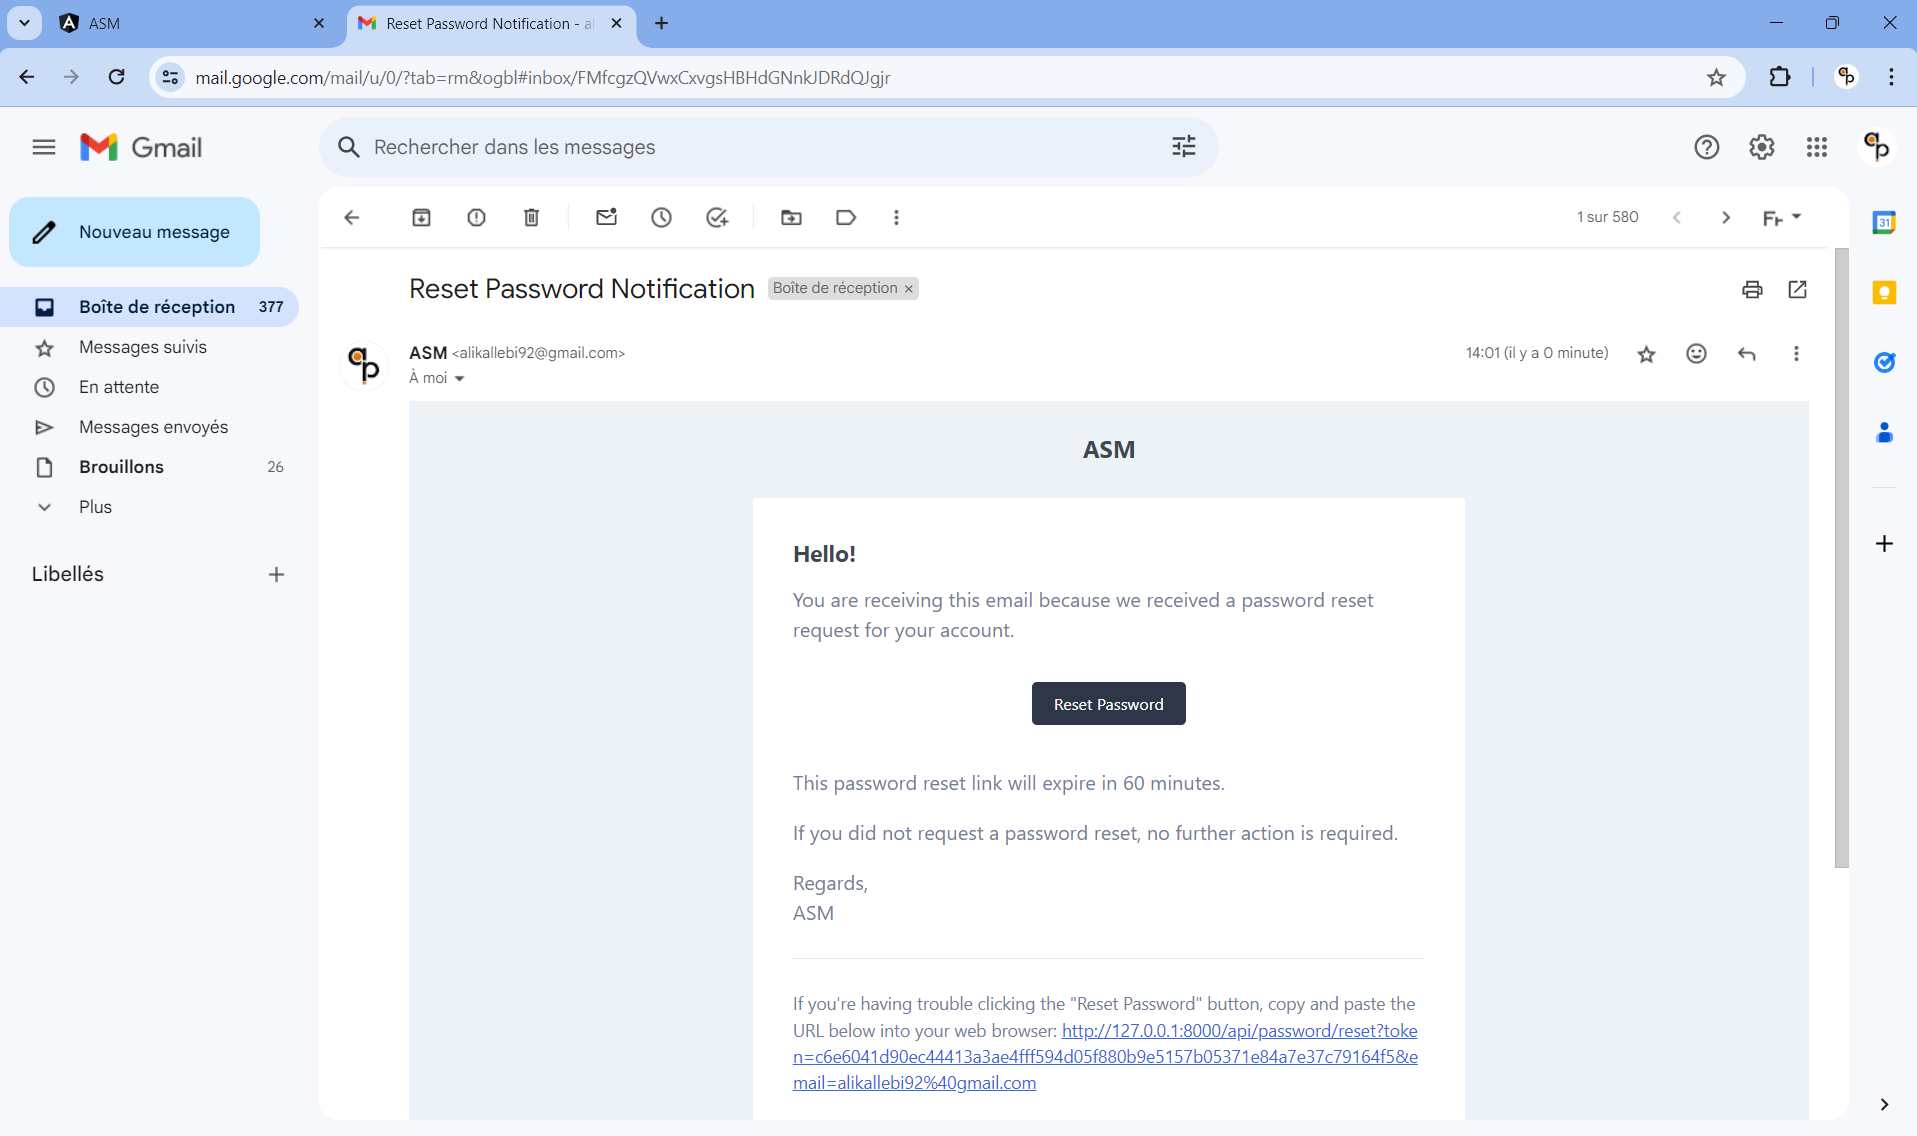 ASM
Reset Password Notification - al
mail.google.com/mail/u/0/?tab=rm&ogbl#inbox/FMfcgzQVwxCxvgsHBHdGNnkJDRdQJgjr
Gmail
Rechercher dans les messages
Nouveau message
Boîte de réception 377
Messages suivis
En attente
Messages envoyés
Brouillons 26
Plus
Libellés
1 sur 580
Fr
Reset Password Notification
Boîte de réception ×
ASM <alikallebi92@gmail.com>
14:01 (il y a 0 minute)
À moi
ASM
Hello!
You are receiving this email because we received a password reset
request for your account.
Reset Password
This password reset link will expire in 60 minutes.
If you did not request a password reset, no further action is required.
Regards,
ASM
If you're having trouble clicking the "Reset Password" button, copy and paste the
URL below into your web browser: http://127.0.0.1:8000/api/password/reset?toke
n=c6e6041d90ec44413a3ae4fff594d05f880b9e5157b05371e84a7e37c79164f5&e
mail=alikallebi92%40gmail.com
31